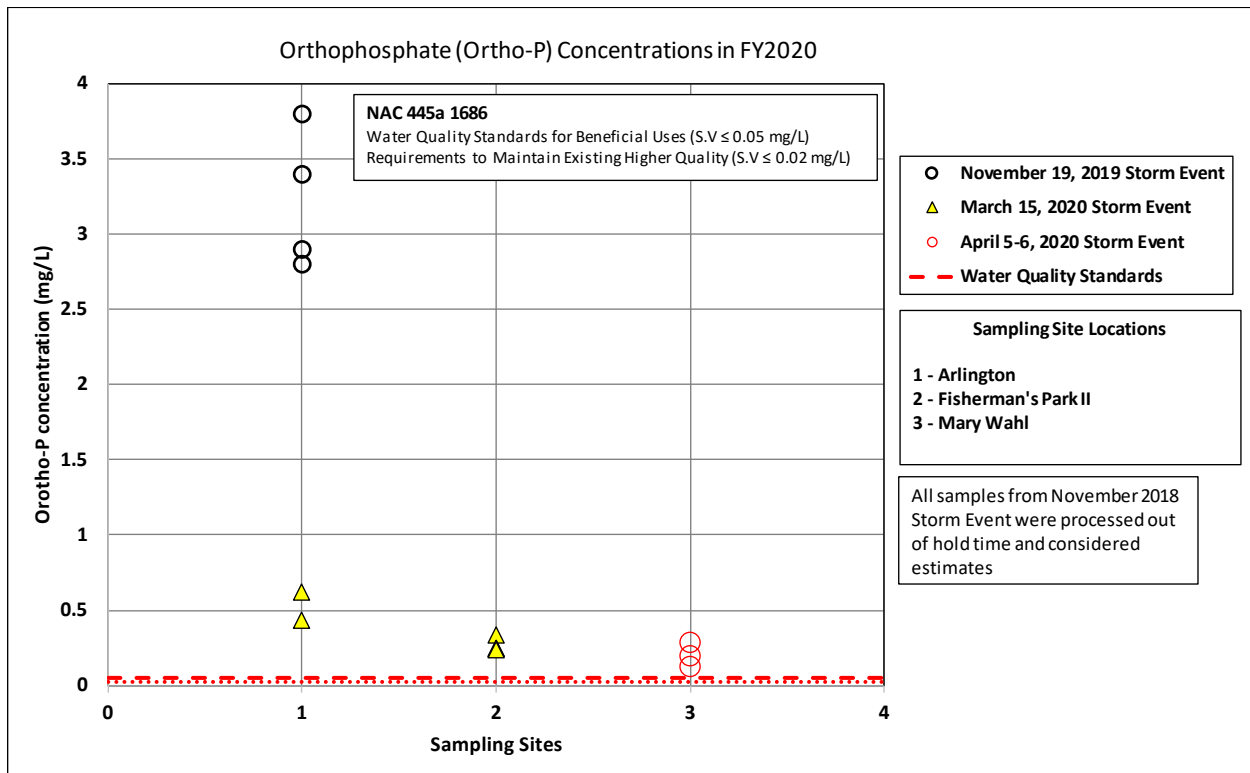 Orthophosphate (Ortho-P) Concentrations in FY2020
4
3.5
3
2.5
2
1.5
1
0.5
0
Orotho-P concentration (mg/L)
NAC 445a 1686
Water Quality Standards for Beneficial Uses (S.V ≤ 0.05 mg/L)
Requirements to Maintain Existing Higher Quality (S.V ≤ 0.02 mg/L)
0 1 2 3 4
Sampling Sites
November 19, 2019 Storm Event
March 15, 2020 Storm Event
April 5-6, 2020 Storm Event
Water Quality Standards
Sampling Site Locations
1 - Arlington
2 - Fisherman's Park II
3 - Mary Wahl
All samples from November 2018
Storm Event were processed out
of hold time and considered
estimates